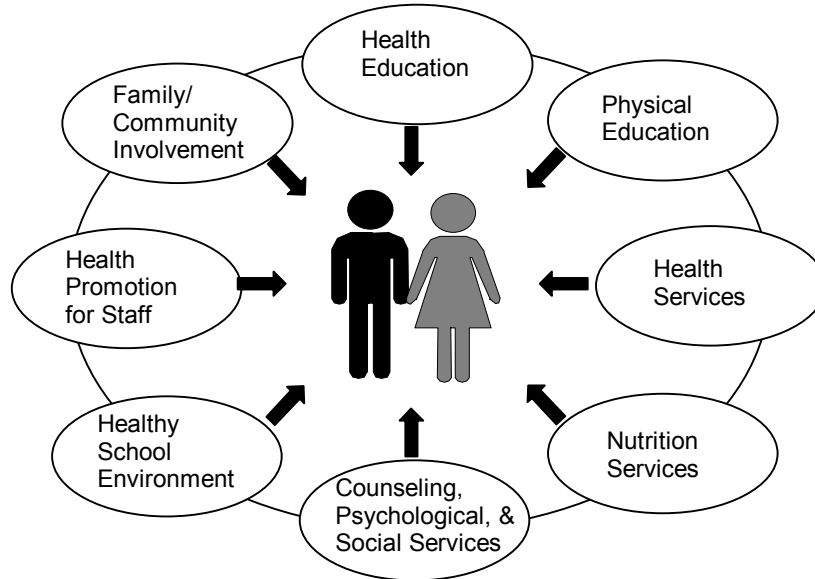 Health
Education
Physical
Education
Health
Services
Nutrition
Services
Counseling,
Psychological, &
Social Services
Healthy
School
Environment
Health
Promotion
for Staff
Family/
Community
Involvement